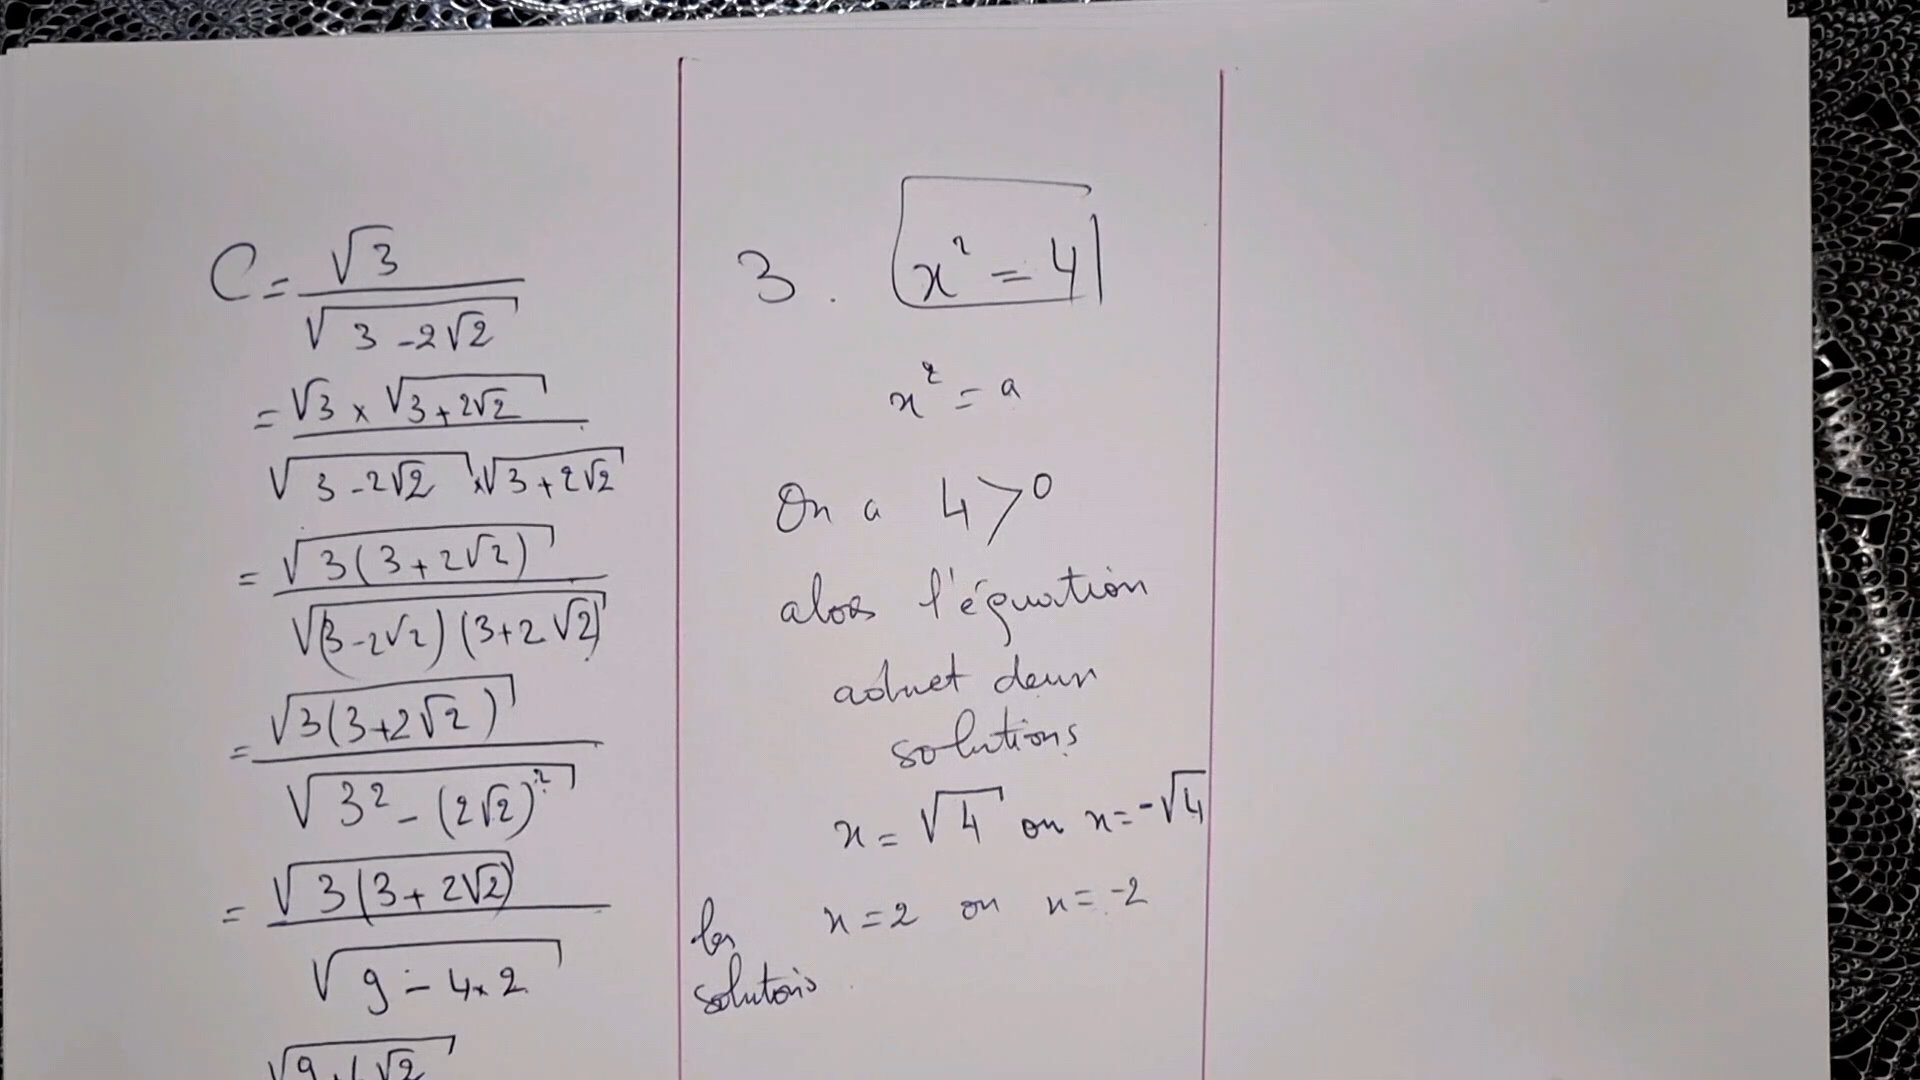 C = √3 / √(3 - 2√2)
= √3 × √(3 + 2√2) / √(3 - 2√2) × √(3 + 2√2)
= √(3(3 + 2√2)) / √((3 - 2√2)(3 + 2√2))
= √(3(3 + 2√2)) / √(3² - (2√2)²)
= √(3(3 + 2√2)) / √(9 - 4×2)
3. x² = 4
x² = a
On a 4 > 0
alors l'équation
admet deux
solutions
x = √4 ou x = -√4
x = 2 ou x = -2
les
solutions